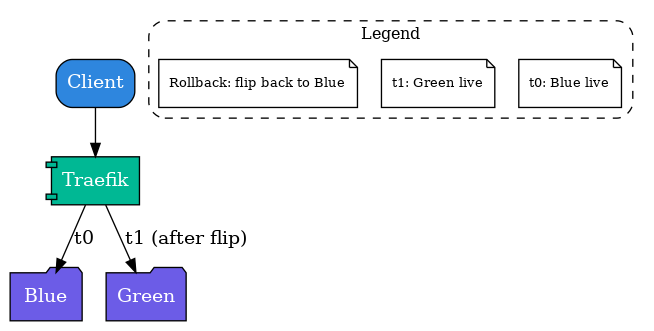 Legend
Client
Rollback: flip back to Blue
t1: Green live
t0: Blue live
Traefik
t0
t1 (after flip)
Blue
Green